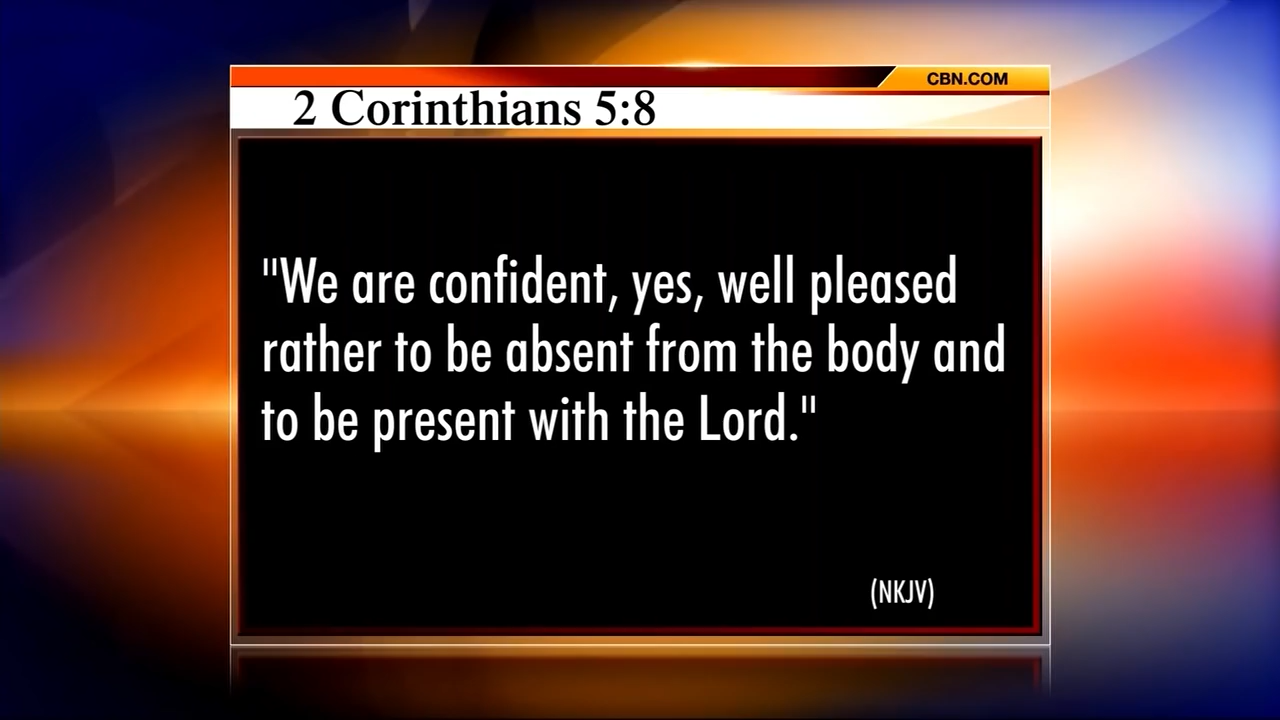 CBN.COM
2 Corinthians 5:8
"We are confident, yes, well pleased
rather to be absent from the body and
to be present with the Lord."
(NKJV)